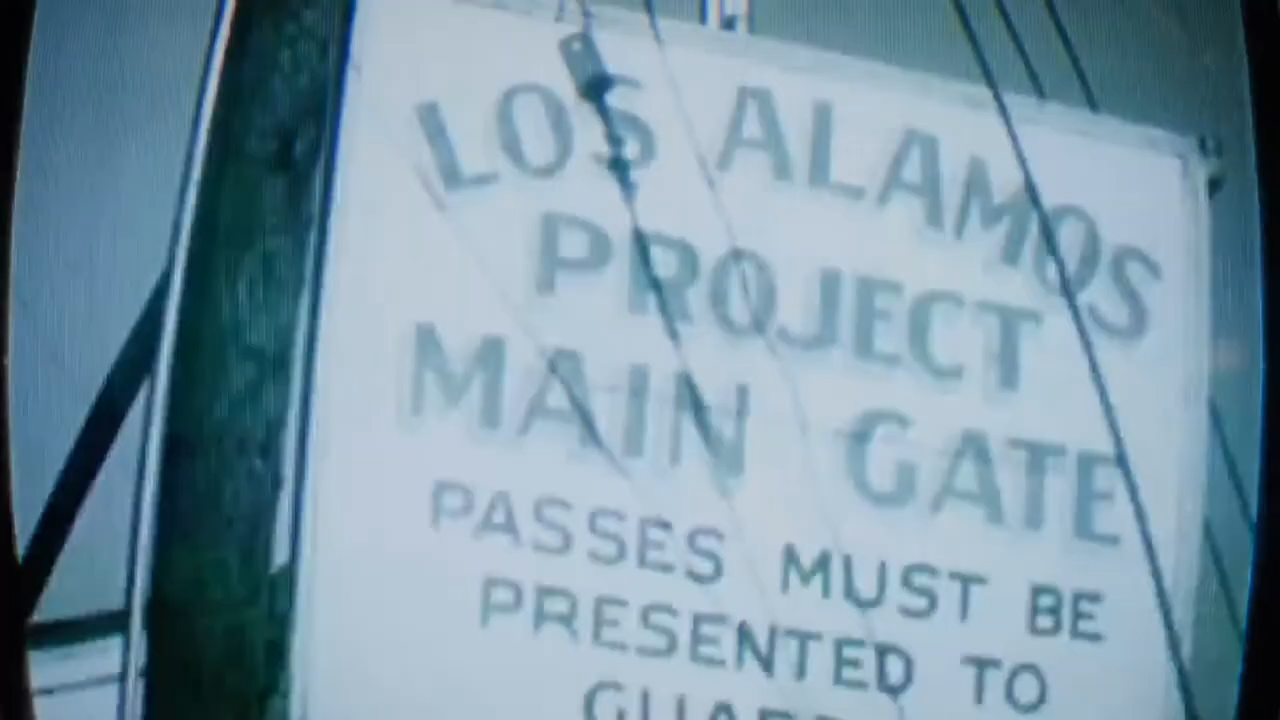 LOS ALAMOS
PROJECT
MAIN GATE
PASSES MUST BE
PRESENTED TO